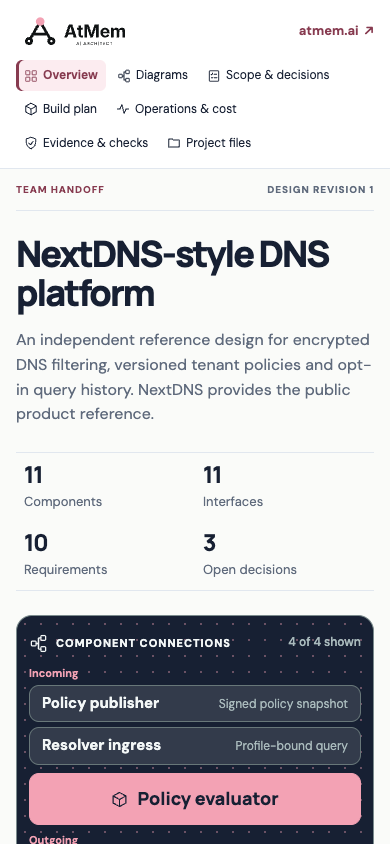 AtMem
AI ARCHITECT
atmem.ai ↗
Overview
Diagrams
Scope & decisions
Build plan
Operations & cost
Evidence & checks
Project files
TEAM HANDOFF
DESIGN REVISION 1
NextDNS-style DNS
platform
An independent reference design for encrypted
DNS filtering, versioned tenant policies and opt-
in query history. NextDNS provides the public
product reference.
11
Components
11
Interfaces
10
Requirements
3
Open decisions
COMPONENT CONNECTIONS
4 of 4 shown
Incoming
Policy publisher
Signed policy snapshot
Resolver ingress
Profile-bound query
Policy evaluator
Outgoing